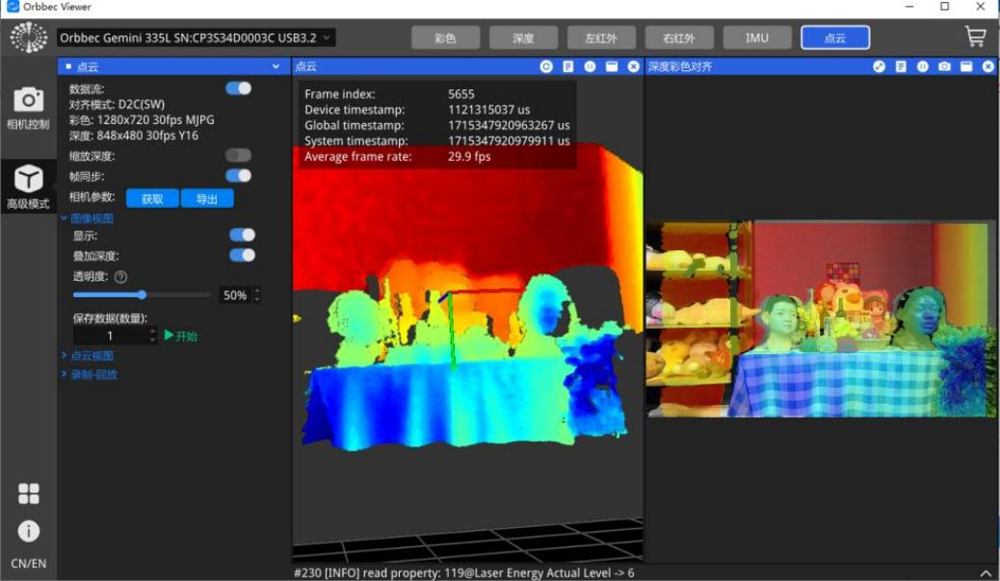 Orbbec Viewer
Orbbec Gemini 335L SN:CP3S34D0003C USB3.2
彩色
深度
左红外
右红外
IMU
点云
相机控制
高级模式
CN/EN
点云
数据流:
对齐模式: D2C(SW)
彩色: 1280x720 30fps MJPG
深度: 848x480 30fps Y16
缩放深度:
帧同步:
相机参数: 获取 导出
图像视图
显示:
叠加深度:
透明度: ?
50%
保存数据(数量):
1 开始
点云视图
录制-回放
点云
Frame index: 5655
Device timestamp: 1121315037 us
Global timestamp: 1715347920963267 us
System timestamp: 1715347920979911 us
Average frame rate: 29.9 fps
深度彩色对齐
#230 [INFO] read property: 119@Laser Energy Actual Level -> 6